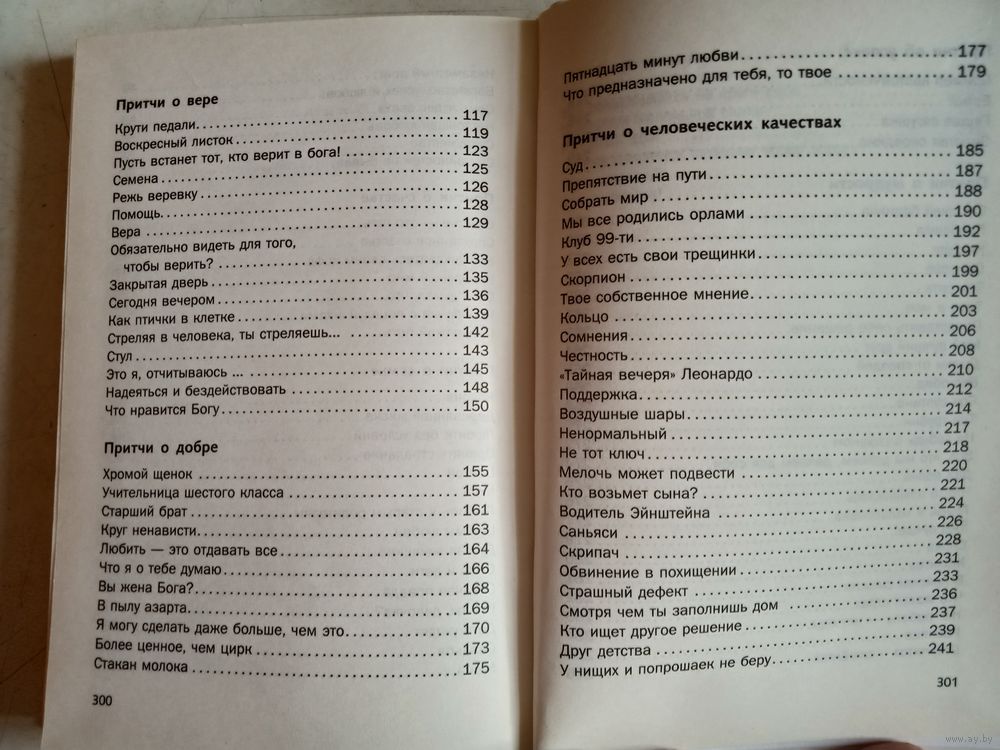 Притчи о вере
Крути педали.......... 117
Воскресный листок.......... 119
Пусть встанет тот, кто верит в бога!.......... 123
Семена.......... 125
Режь веревку.......... 126
Помощь.......... 128
Вера.......... 129
Обязательно видеть для того,
чтобы верить?.......... 133
Закрытая дверь.......... 135
Сегодня вечером.......... 136
Как птички в клетке.......... 139
Стреляя в человека, ты стреляешь............. 142
Стул.......... 143
Это я, отчитываюсь ... .......... 145
Надеяться и бездействовать.......... 148
Что нравится Богу.......... 150
Притчи о добре
Хромой щенок.......... 155
Учительница шестого класса.......... 157
Старший брат.......... 161
Круг ненависти.......... 163
Любить — это отдавать все.......... 164
Что я о тебе думаю.......... 166
Вы жена Бога?.......... 168
В пылу азарта.......... 169
Я могу сделать даже больше, чем это.......... 170
Более ценное, чем цирк.......... 173
Стакан молока.......... 175
300
Пятнадцать минут любви.......... 177
Что предназначено для тебя, то твое.......... 179
Притчи о человеческих качествах
Суд.......... 185
Препятствие на пути.......... 187
Собрать мир.......... 188
Мы все родились орлами.......... 190
Клуб 99-ти.......... 192
У всех есть свои трещинки.......... 197
Скорпион.......... 199
Твое собственное мнение.......... 201
Кольцо.......... 203
Сомнения.......... 206
Честность.......... 208
«Тайная вечеря» Леонардо.......... 210
Поддержка.......... 212
Воздушные шары.......... 214
Ненормальный.......... 217
Не тот ключ.......... 218
Мелочь может подвести.......... 220
Кто возьмет сына?.......... 221
Водитель Эйнштейна.......... 224
Саньяси.......... 226
Скрипач.......... 228
Обвинение в похищении.......... 231
Страшный дефект.......... 233
Смотря чем ты заполнишь дом.......... 236
Кто ищет другое решение.......... 237
Друг детства.......... 239
У нищих и попрошаек не беру.......... 241
301
www.ay.by